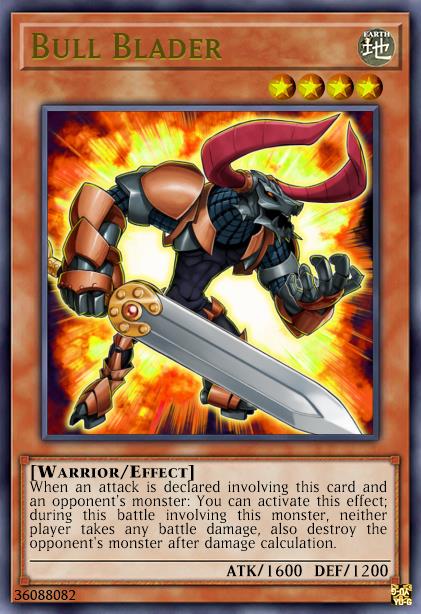 BULL BLADER
EARTH
地
[WARRIOR/EFFECT]
When an attack is declared involving this card and
an opponent's monster: You can activate this effect;
during this battle involving this monster, neither
player takes any battle damage, also destroy the
opponent's monster after damage calculation.
ATK/1600 DEF/1200
36088082